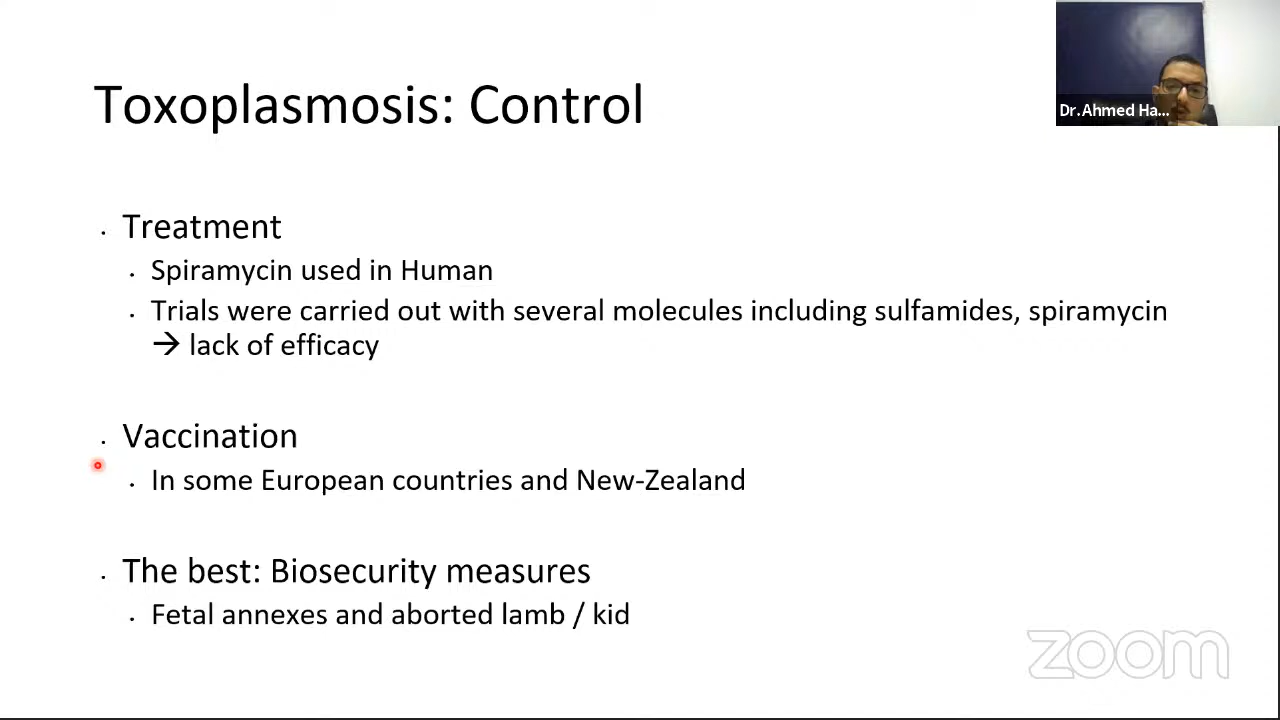 Toxoplasmosis: Control
Dr.Ahmed Ha...
· Treatment
· Spiramycin used in Human
· Trials were carried out with several molecules including sulfamides, spiramycin
→ lack of efficacy
· Vaccination
· In some European countries and New-Zealand
· The best: Biosecurity measures
· Fetal annexes and aborted lamb / kid
zoom